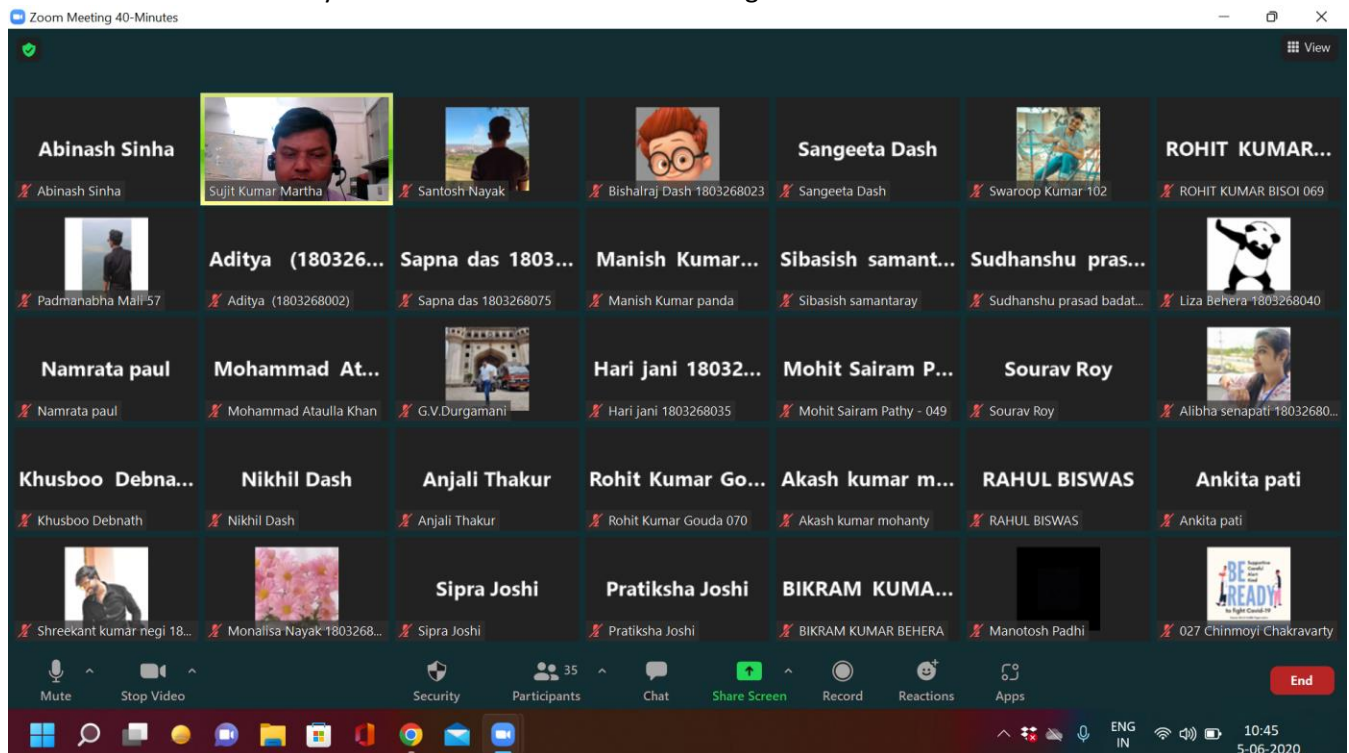 Zoom Meeting 40-Minutes
View
Abinash Sinha
Sangeeta Dash
ROHIT KUMAR...
Abinash Sinha
Sujit Kumar Martha
Santosh Nayak
Bishalraj Dash 1803268023
Sangeeta Dash
Swaroop Kumar 102
ROHIT KUMAR BISOI 069
Aditya (180326...
Sapna das 1803...
Manish Kumar...
Sibasish samant...
Sudhanshu pras...
Padmanabha Mali-57
Aditya (1803268002)
Sapna das 1803268075
Manish Kumar panda
Sibasish samantaray
Sudhanshu prasad badat...
Liza Behera 1803268040
Namrata paul
Mohammad At...
Hari jani 18032...
Mohit Sairam P...
Sourav Roy
Namrata paul
Mohammad Ataulla Khan
G.V.Durgamani
Hari jani 1803268035
Mohit Sairam Pathy - 049
Sourav Roy
Alibha senapati 18032680...
Khusboo Debna...
Nikhil Dash
Anjali Thakur
Rohit Kumar Go...
Akash kumar m...
RAHUL BISWAS
Ankita pati
Khusboo Debnath
Nikhil Dash
Anjali Thakur
Rohit Kumar Gouda 070
Akash kumar mohanty
RAHUL BISWAS
Ankita pati
Sipra Joshi
Pratiksha Joshi
BIKRAM KUMA...
BE
READY
to fight Covid-19
Shreekant kumar negi 18...
Monalisa Nayak 1803268...
Sipra Joshi
Pratiksha Joshi
BIKRAM KUMAR BEHERA
Manotosh Padhi
027 Chinmoyi Chakravarty
35
Mute
Stop Video
Security
Participants
Chat
Share Screen
Record
Reactions
Apps
End
ENG
IN
10:45
5-06-2020